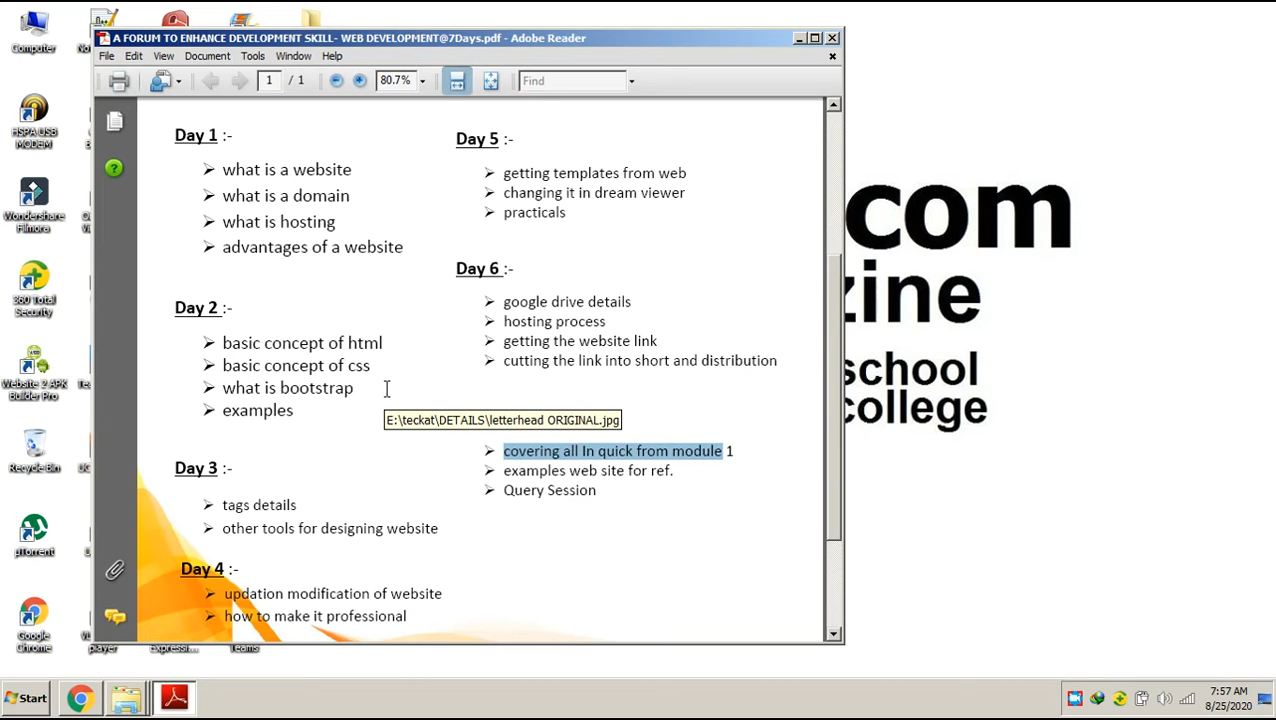 Computer
No
HSPA USB
MODEM
B
Wondershare
Filmora
360 Total
Security
Website 2 APK
Builder Pro
Te
Recycle Bin
UC
µTorrent
Google
Chrome
VL
player
expressi...
Teams
A FORUM TO ENHANCE DEVELOPMENT SKILL- WEB DEVELOPMENT@7Days.pdf - Adobe Reader
File Edit View Document Tools Window Help
1 / 1 80.7% Find
Day 1 :-
➢ what is a website
➢ what is a domain
➢ what is hosting
➢ advantages of a website
Day 2 :-
➢ basic concept of html
➢ basic concept of css
➢ what is bootstrap
➢ examples
Day 3 :-
➢ tags details
➢ other tools for designing website
Day 4 :-
➢ updation modification of website
➢ how to make it professional
Day 5 :-
➢ getting templates from web
➢ changing it in dream viewer
➢ practicals
Day 6 :-
➢ google drive details
➢ hosting process
➢ getting the website link
➢ cutting the link into short and distribution
E:\teckat\DETAILS\letterhead ORIGINAL.jpg
➢ covering all In quick from module 1
➢ examples web site for ref.
➢ Query Session
.com
zine
school
college
Start
7:57 AM
8/25/2020